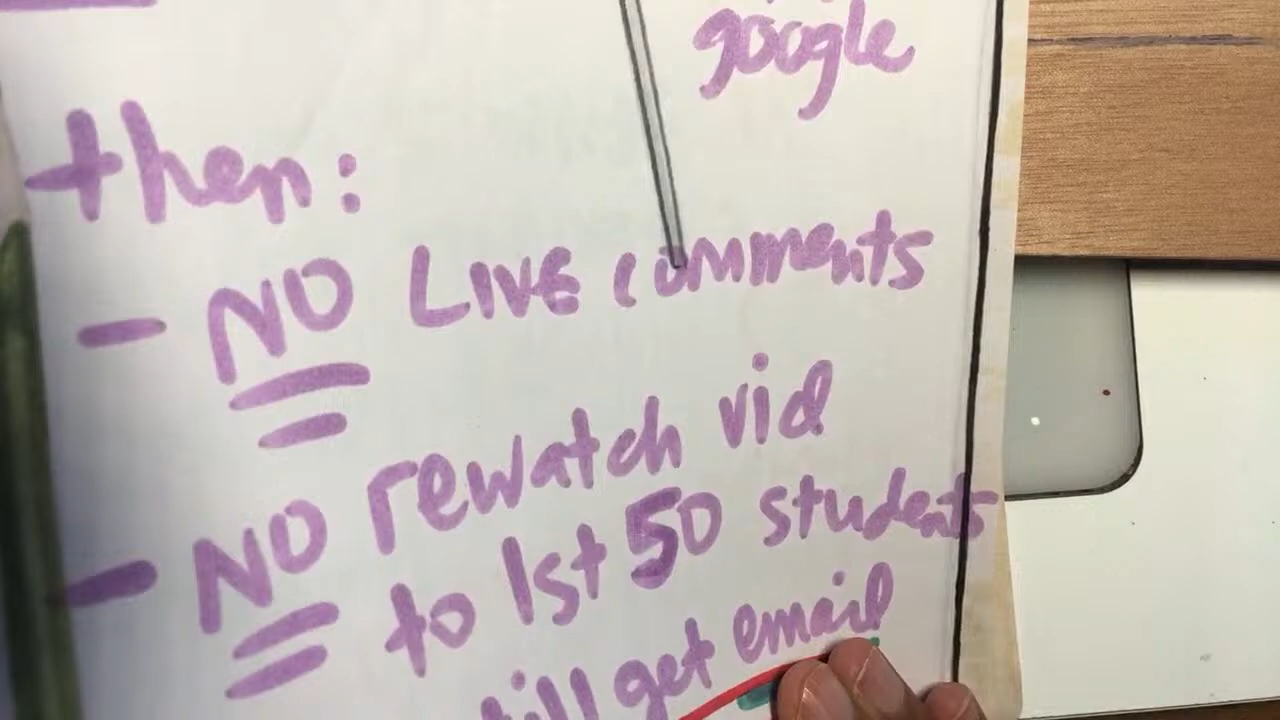 google
then:
- NO LIVE comments
- NO rewatch vid
to 1st 50 students
get email